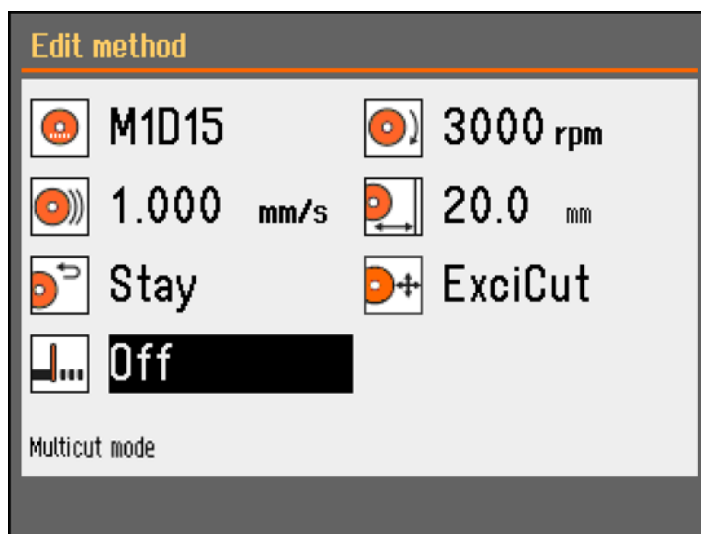 Edit method
M1D15 3000 rpm
1.000 mm/s 20.0 mm
Stay ExciCut
Off
Multicut mode